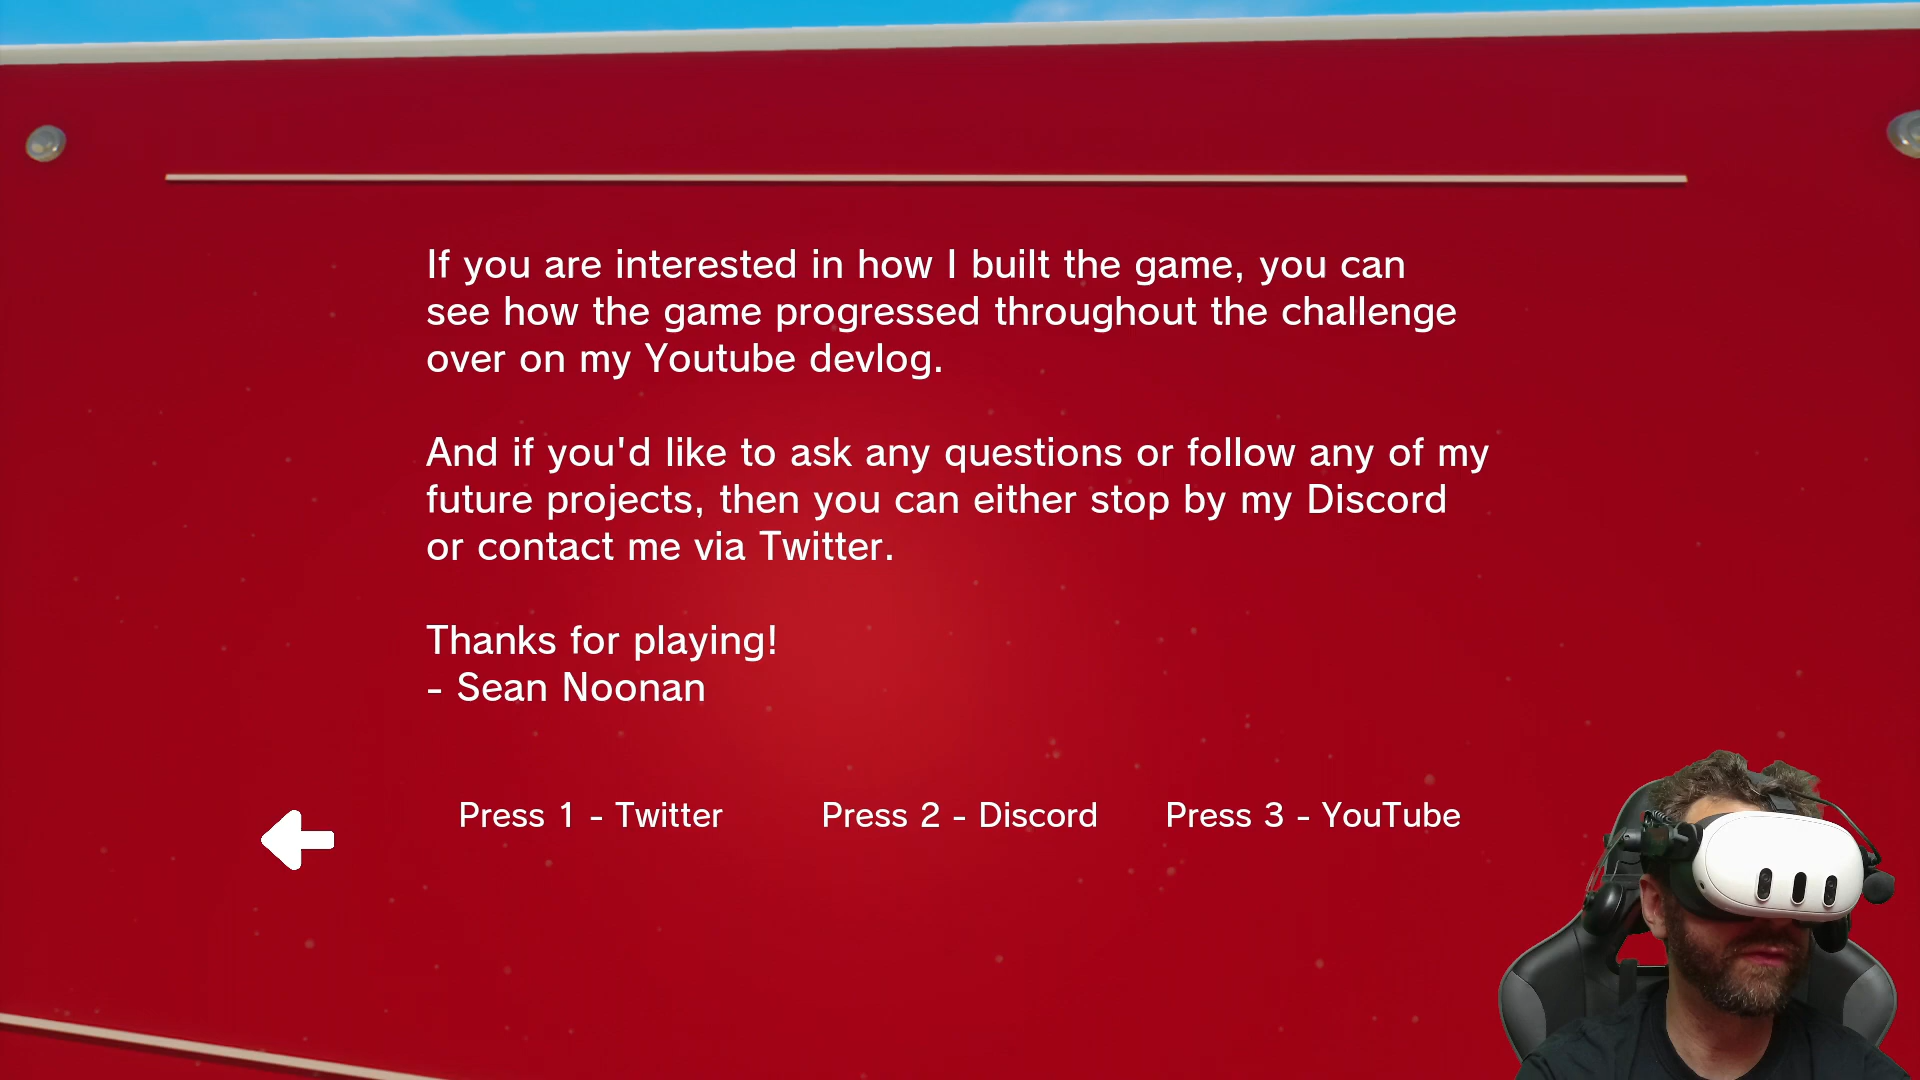 If you are interested in how I built the game, you can
see how the game progressed throughout the challenge
over on my Youtube devlog.
And if you'd like to ask any questions or follow any of my
future projects, then you can either stop by my Discord
or contact me via Twitter.
Thanks for playing!
- Sean Noonan
Press 1 - Twitter
Press 2 - Discord
Press 3 - YouTube